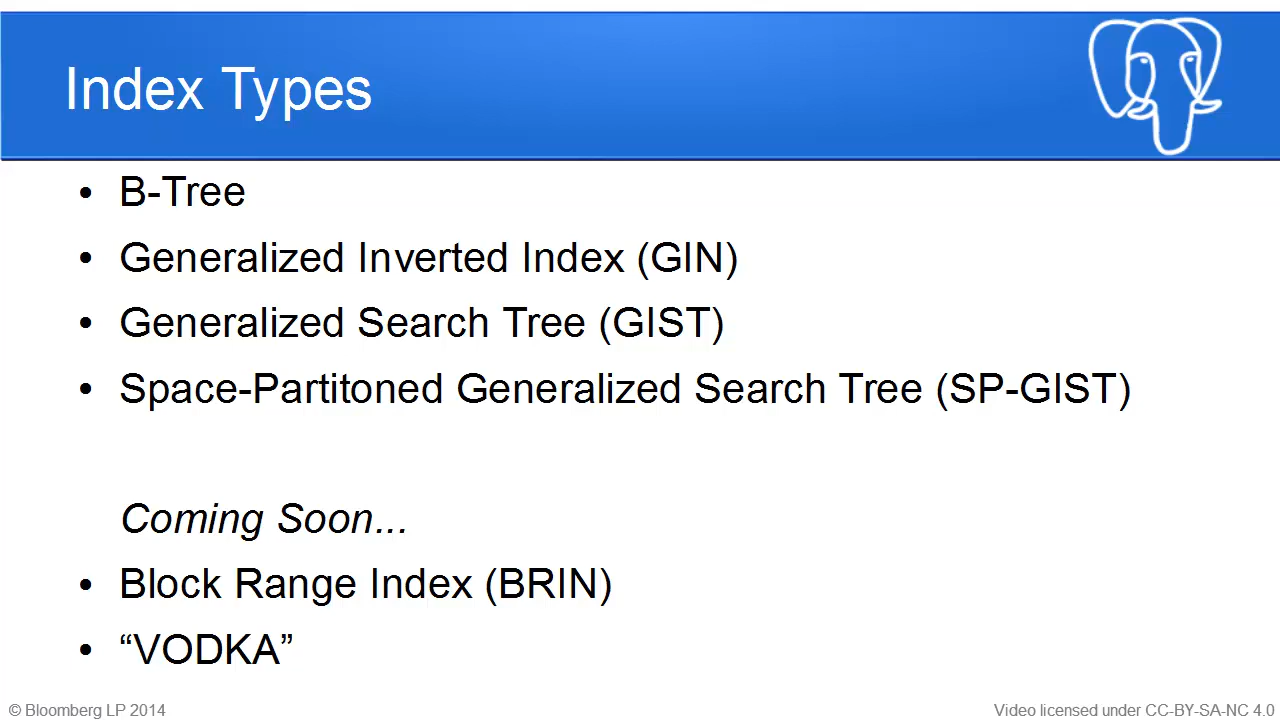 Index Types
• B-Tree
• Generalized Inverted Index (GIN)
• Generalized Search Tree (GIST)
• Space-Partitoned Generalized Search Tree (SP-GIST)
Coming Soon...
• Block Range Index (BRIN)
• “VODKA”
© Bloomberg LP 2014
Video licensed under CC-BY-SA-NC 4.0